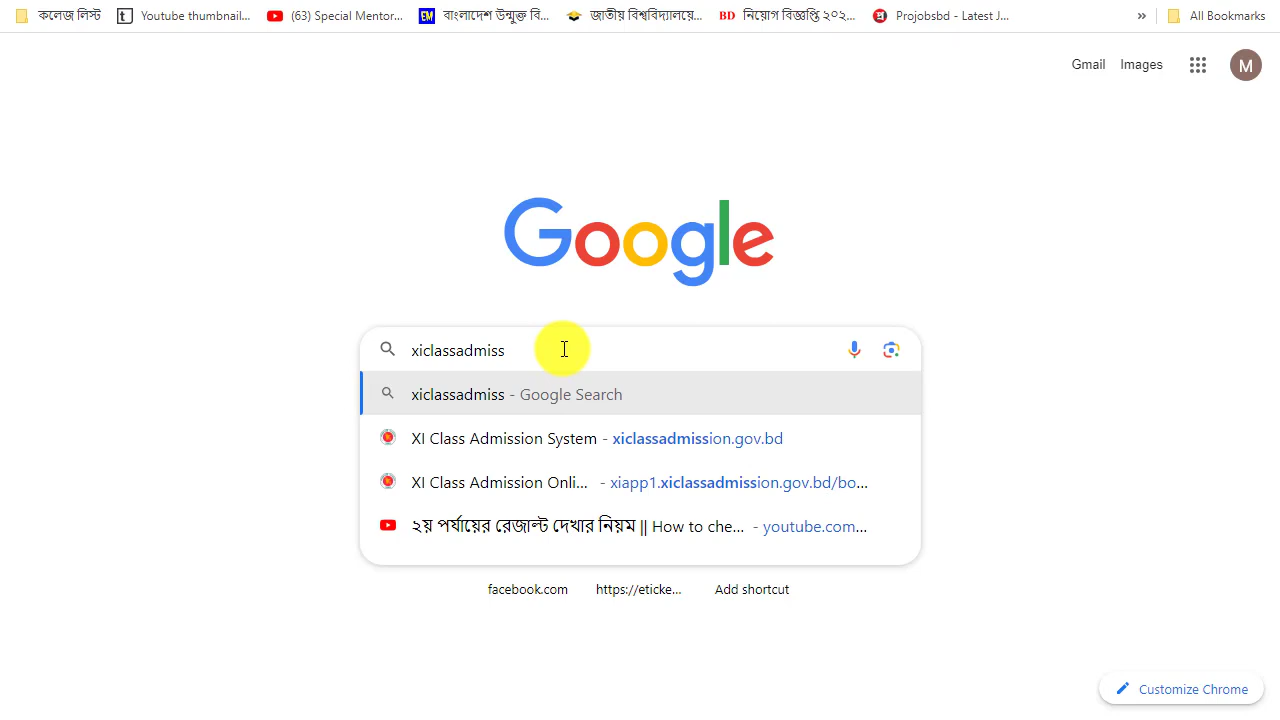 কলেজ লিস্ট
Youtube thumbnail...
(63) Special Mentor...
EM বাংলাদেশ উন্মুক্ত বি...
জাতীয় বিশ্ববিদ্যালয়ে...
BD নিয়োগ বিজ্ঞপ্তি ২০২...
Projobsbd - Latest J...
»
All Bookmarks
Gmail
Images
M
Google
xiclassadmiss
xiclassadmiss - Google Search
XI Class Admission System - xiclassadmission.gov.bd
XI Class Admission Onli... - xiapp1.xiclassadmission.gov.bd/bo...
২য় পর্যায়ের রেজাল্ট দেখার নিয়ম || How to che... - youtube.com...
facebook.com
https://eticke...
Add shortcut
Customize Chrome